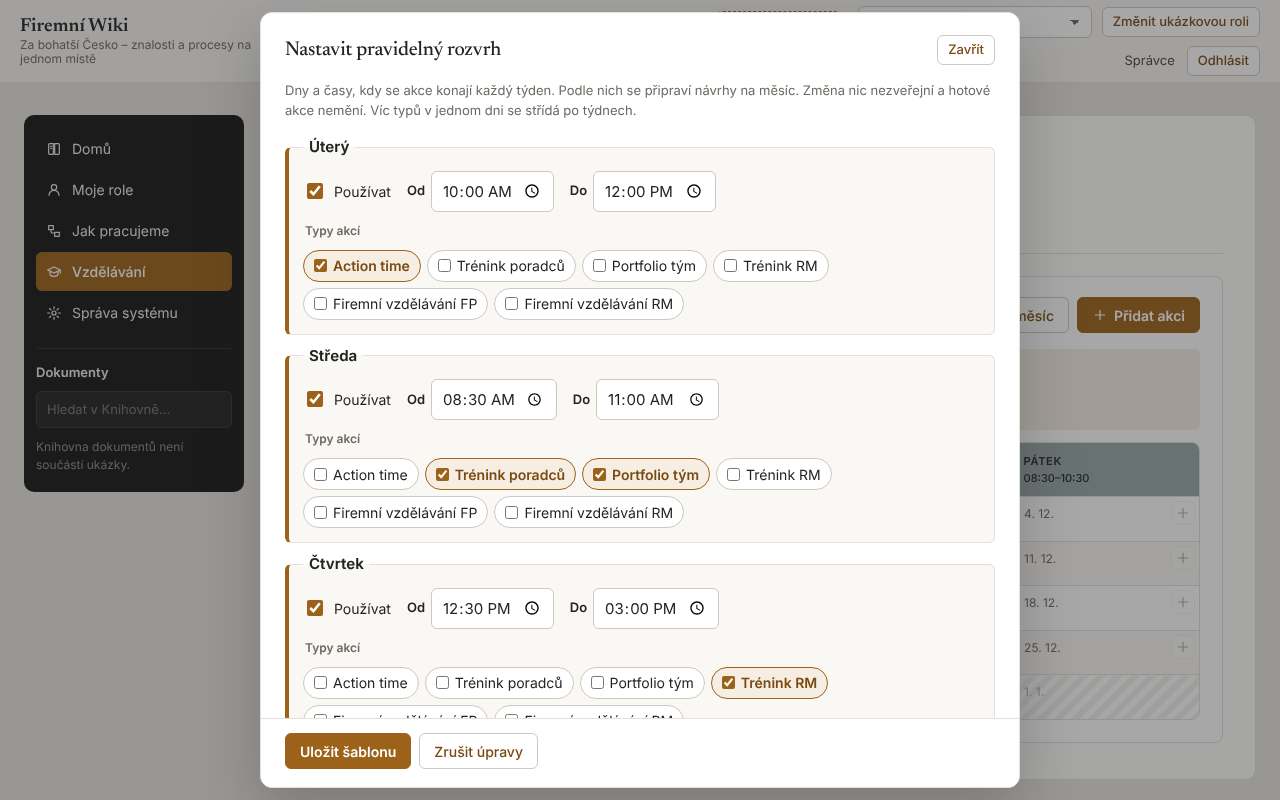 Firemní Wiki
Za bohatší Česko – znalosti a procesy na
jednom místě
Změnit ukázkovou roli
Správce
Odhlásit
Domů
Moje role
Jak pracujeme
Vzdělávání
Správa systému
Dokumenty
Hledat v Knihovně...
Knihovna dokumentů není
součástí ukázky.
Nastavit pravidelný rozvrh
Zavřít
Dny a časy, kdy se akce konají každý týden. Podle nich se připraví návrhy na měsíc. Změna nic nezveřejní a hotové
akce nemění. Víc typů v jednom dni se střídá po týdnech.
Úterý
Používat Od 10:00 AM Do 12:00 PM
Typy akcí
Action time Trénink poradců Portfolio tým Trénink RM
Firemní vzdělávání FP Firemní vzdělávání RM
Středa
Používat Od 08:30 AM Do 11:00 AM
Typy akcí
Action time Trénink poradců Portfolio tým Trénink RM
Firemní vzdělávání FP Firemní vzdělávání RM
Čtvrtek
Používat Od 12:30 PM Do 03:00 PM
Typy akcí
Action time Trénink poradců Portfolio tým Trénink RM
Uložit šablonu
Zrušit úpravy
+ Přidat akci
PÁTEK
08:30–10:30
4. 12.
11. 12.
18. 12.
25. 12.
1. 1.